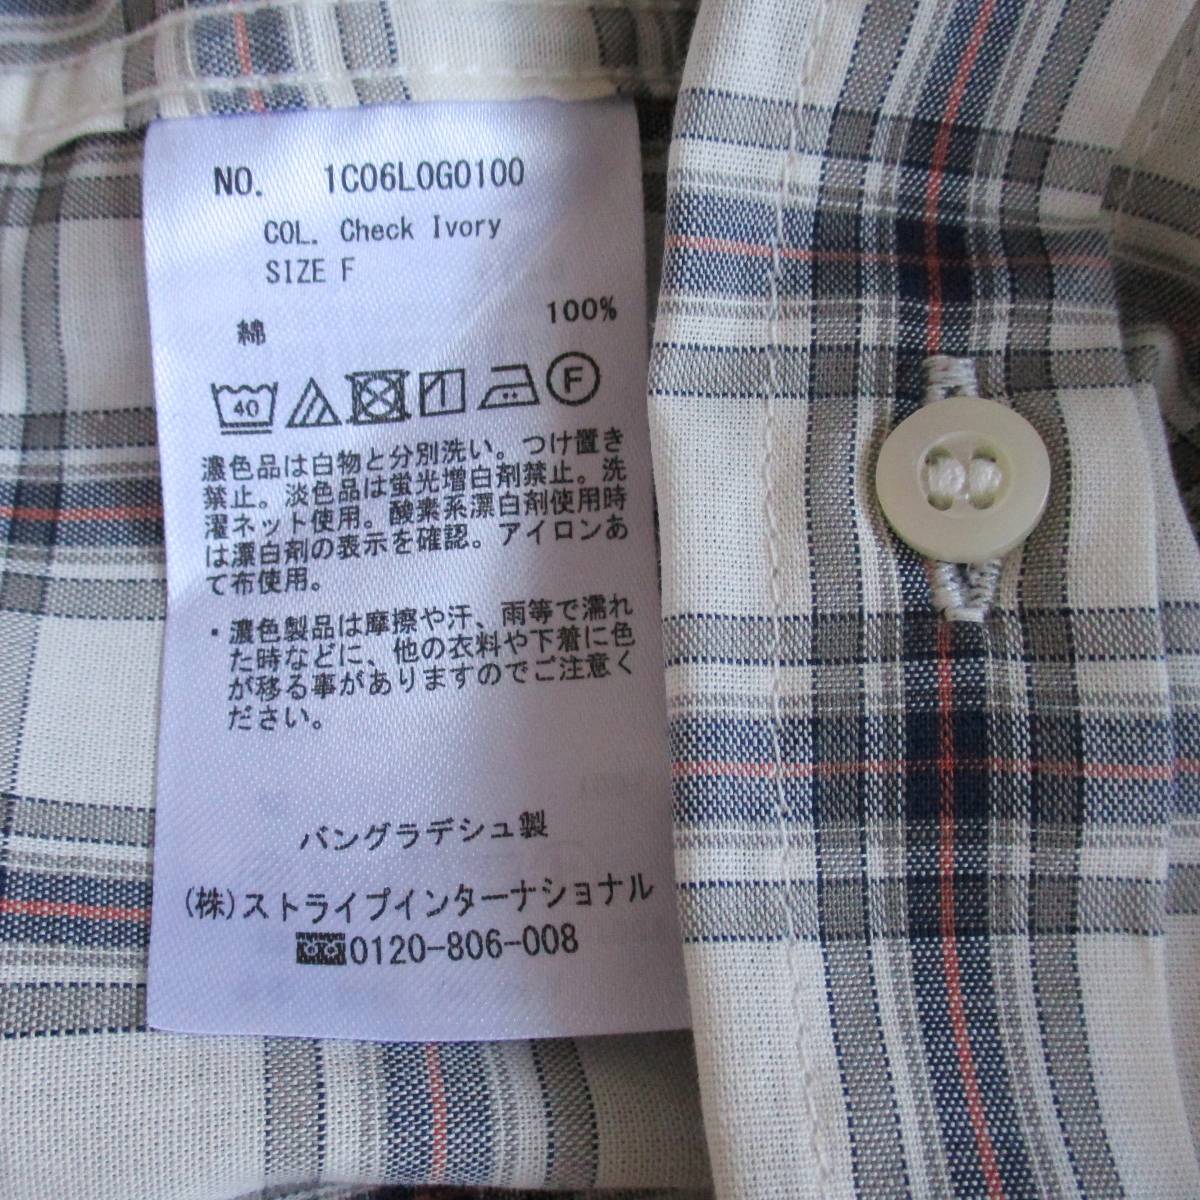 NO. 1C06L0G0100
COL. Check Ivory
SIZE F
綿 100%
40 F
濃色品は白物と分別洗い。つけ置き
禁止。淡色品は蛍光増白剤禁止。洗
濯ネット使用。酸素系漂白剤使用時
は漂白剤の表示を確認。アイロンあ
て布使用。
・濃色製品は摩擦や汗、雨等で濡れ
た時などに、他の衣料や下着に色
が移る事がありますのでご注意く
ださい。
バングラデシュ製
(株)ストライプインターナショナル
0120-806-008